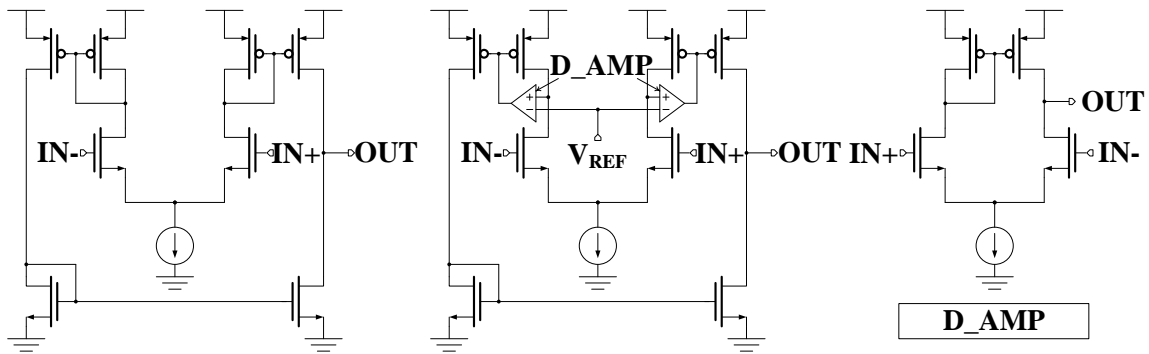 IN-
IN+
OUT
D_AMP
+
-
+
-
IN-
V_REF
IN+
OUT
OUT
IN+
IN-
D_AMP